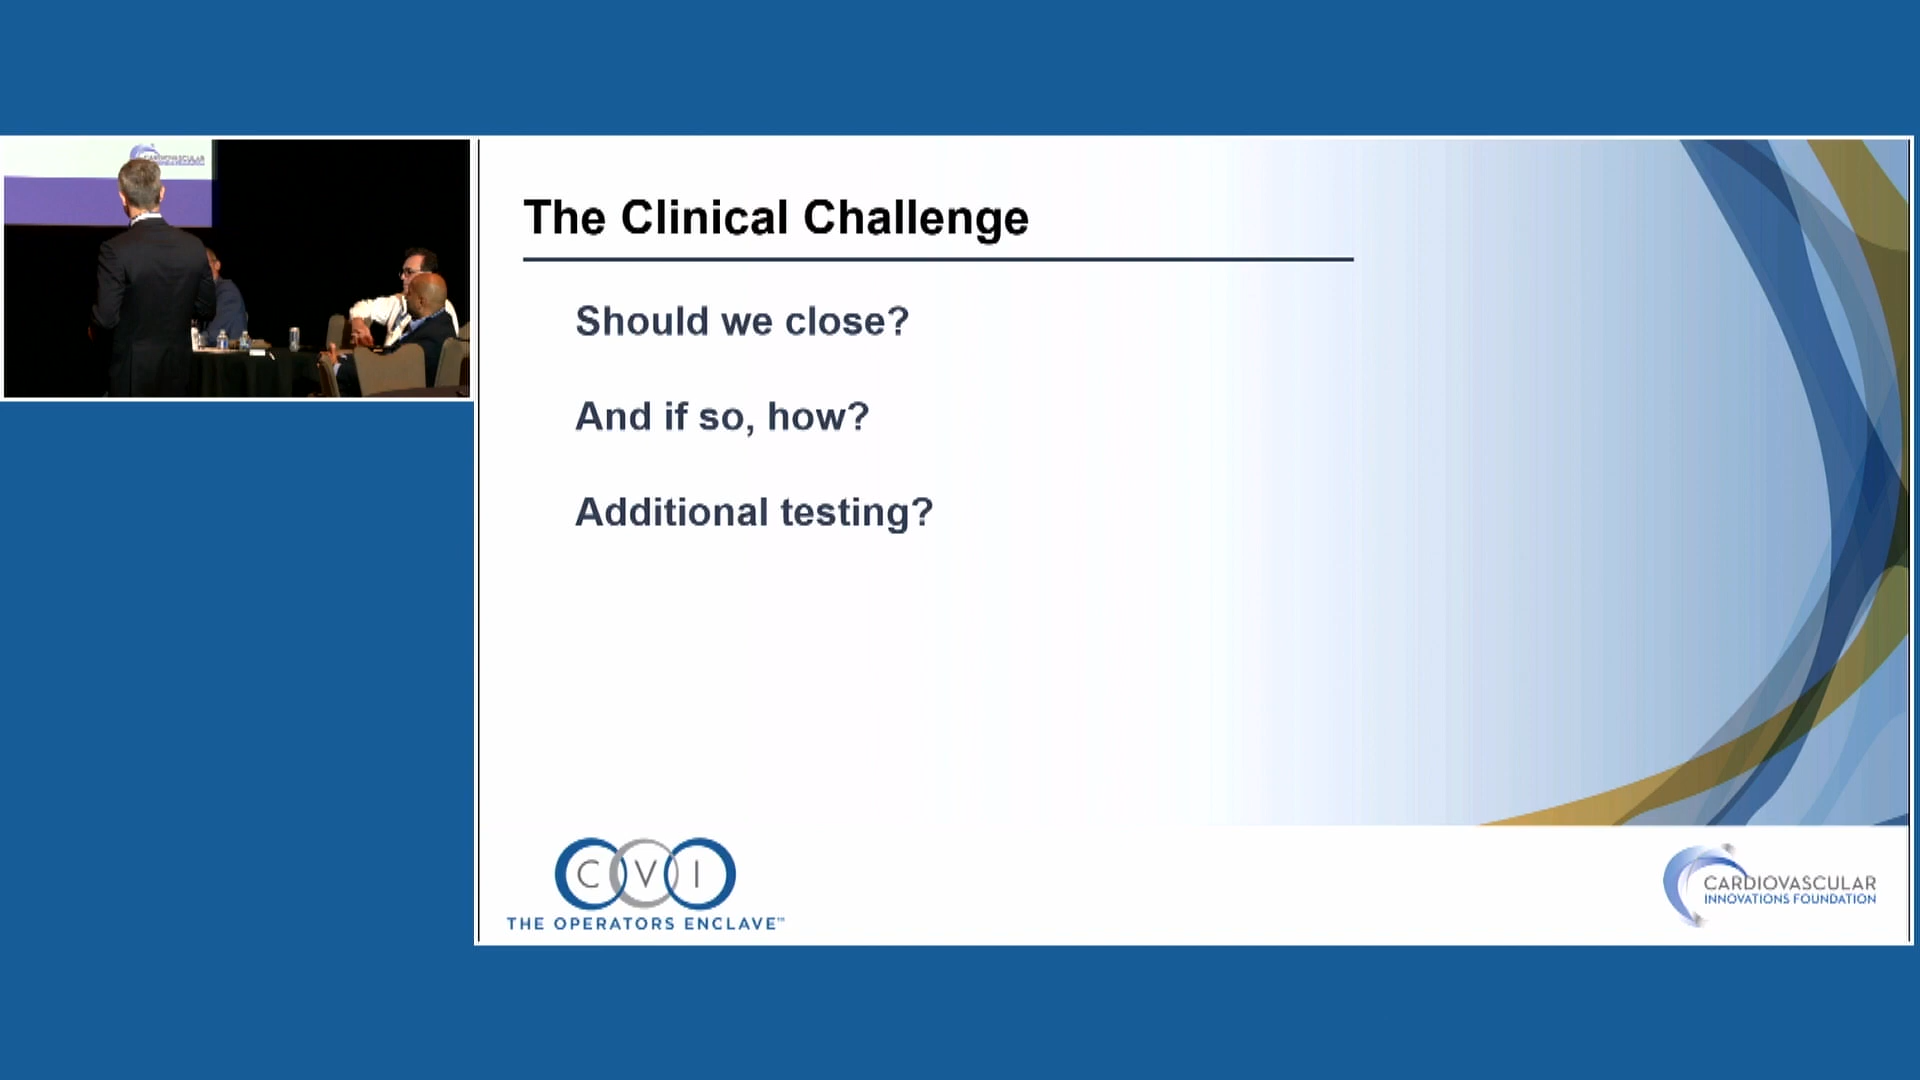 CARDIOVASCULAR
The Clinical Challenge
Should we close?
And if so, how?
Additional testing?
CVI
THE OPERATORS ENCLAVE™
CARDIOVASCULAR
INNOVATIONS FOUNDATION